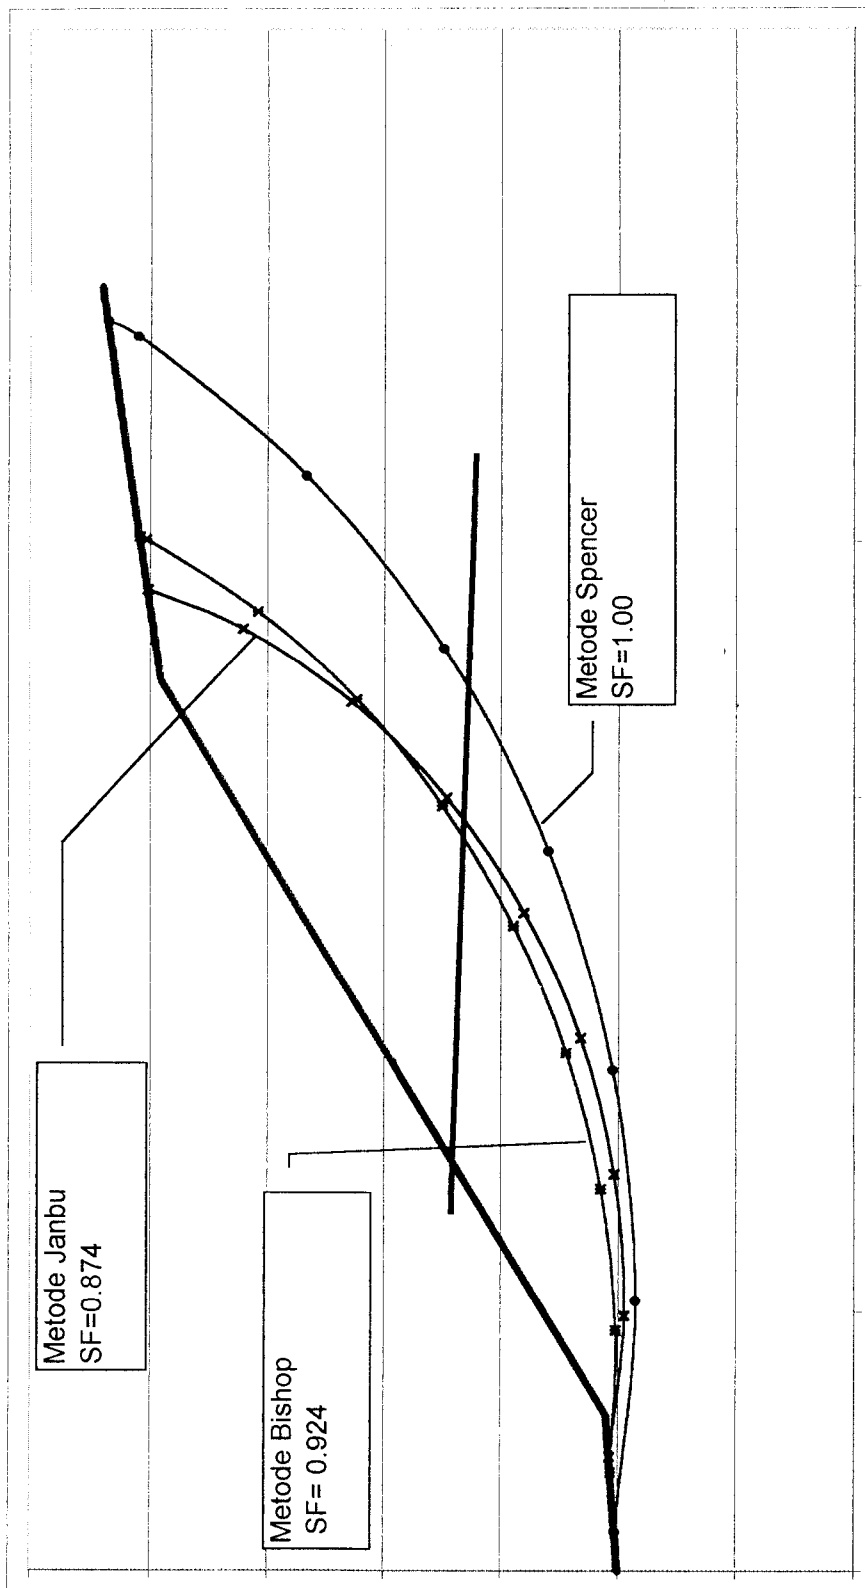 Metode Janbu
SF=0.874
Metode Bishop
SF= 0.924
Metode Spencer
SF=1.00